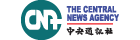 CNA
THE CENTRAL
NEWS AGENCY
中央通訊社